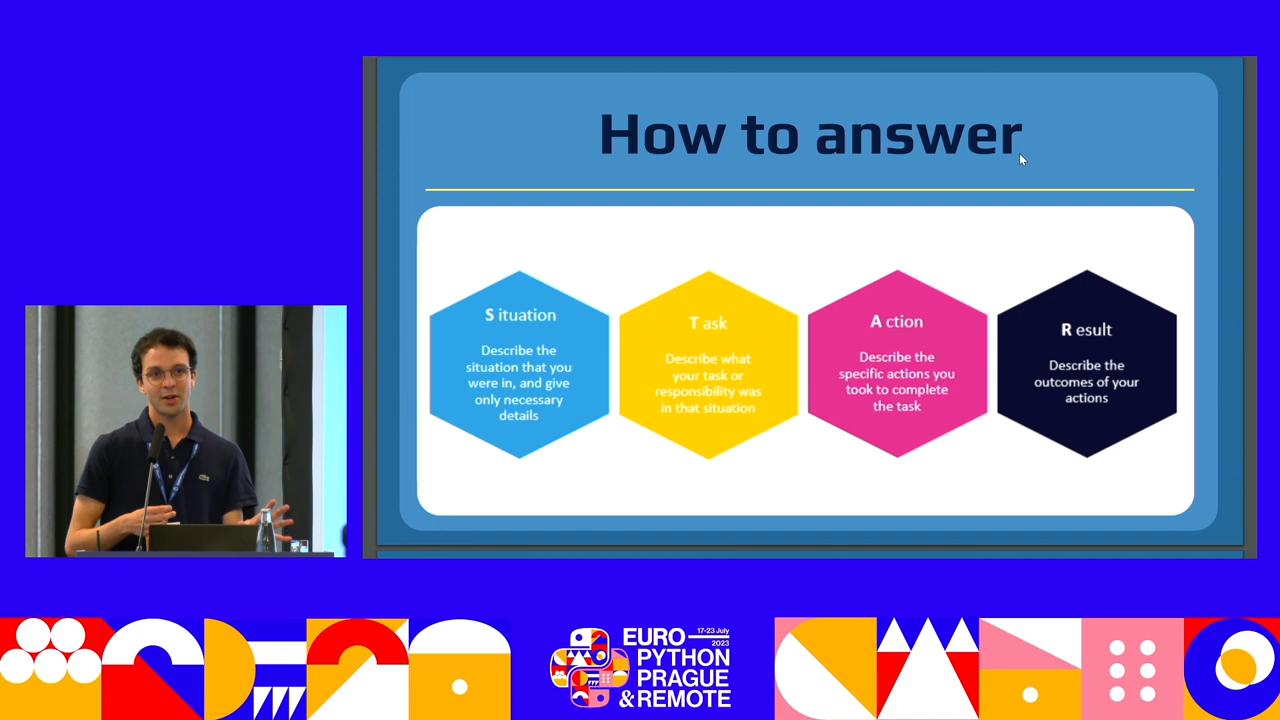 How to answer
S ituation
Describe the
situation that you
were in, and give
only necessary
details
T ask
Describe what
your task or
responsibility was
in that situation
A ction
Describe the
specific actions you
took to complete
the task
R esult
Describe the
outcomes of your
actions
EURO
17-23 July
2023
PYTHON
PRAGUE
&REMOTE